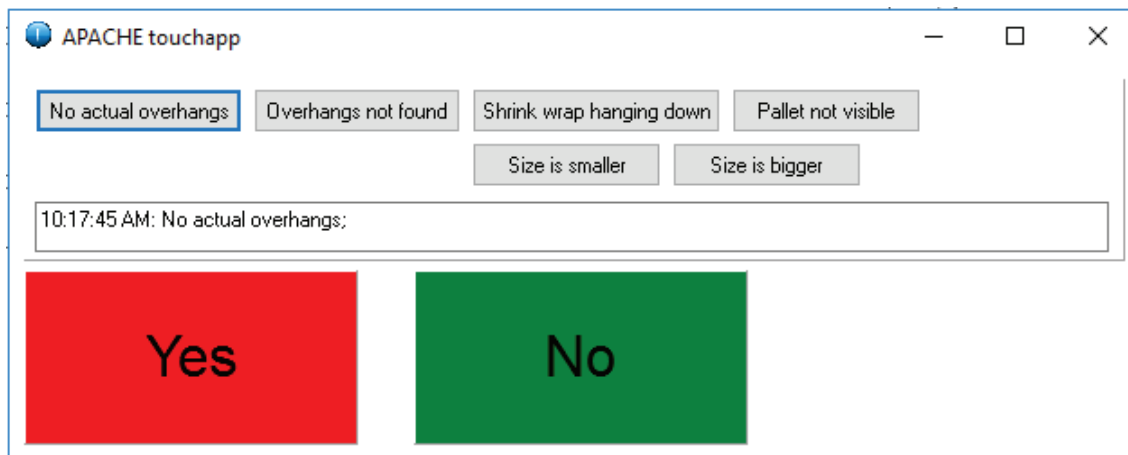 APACHE touchapp
No actual overhangs Overhangs not found Shrink wrap hanging down Pallet not visible
Size is smaller Size is bigger
10:17:45 AM: No actual overhangs;
Yes No